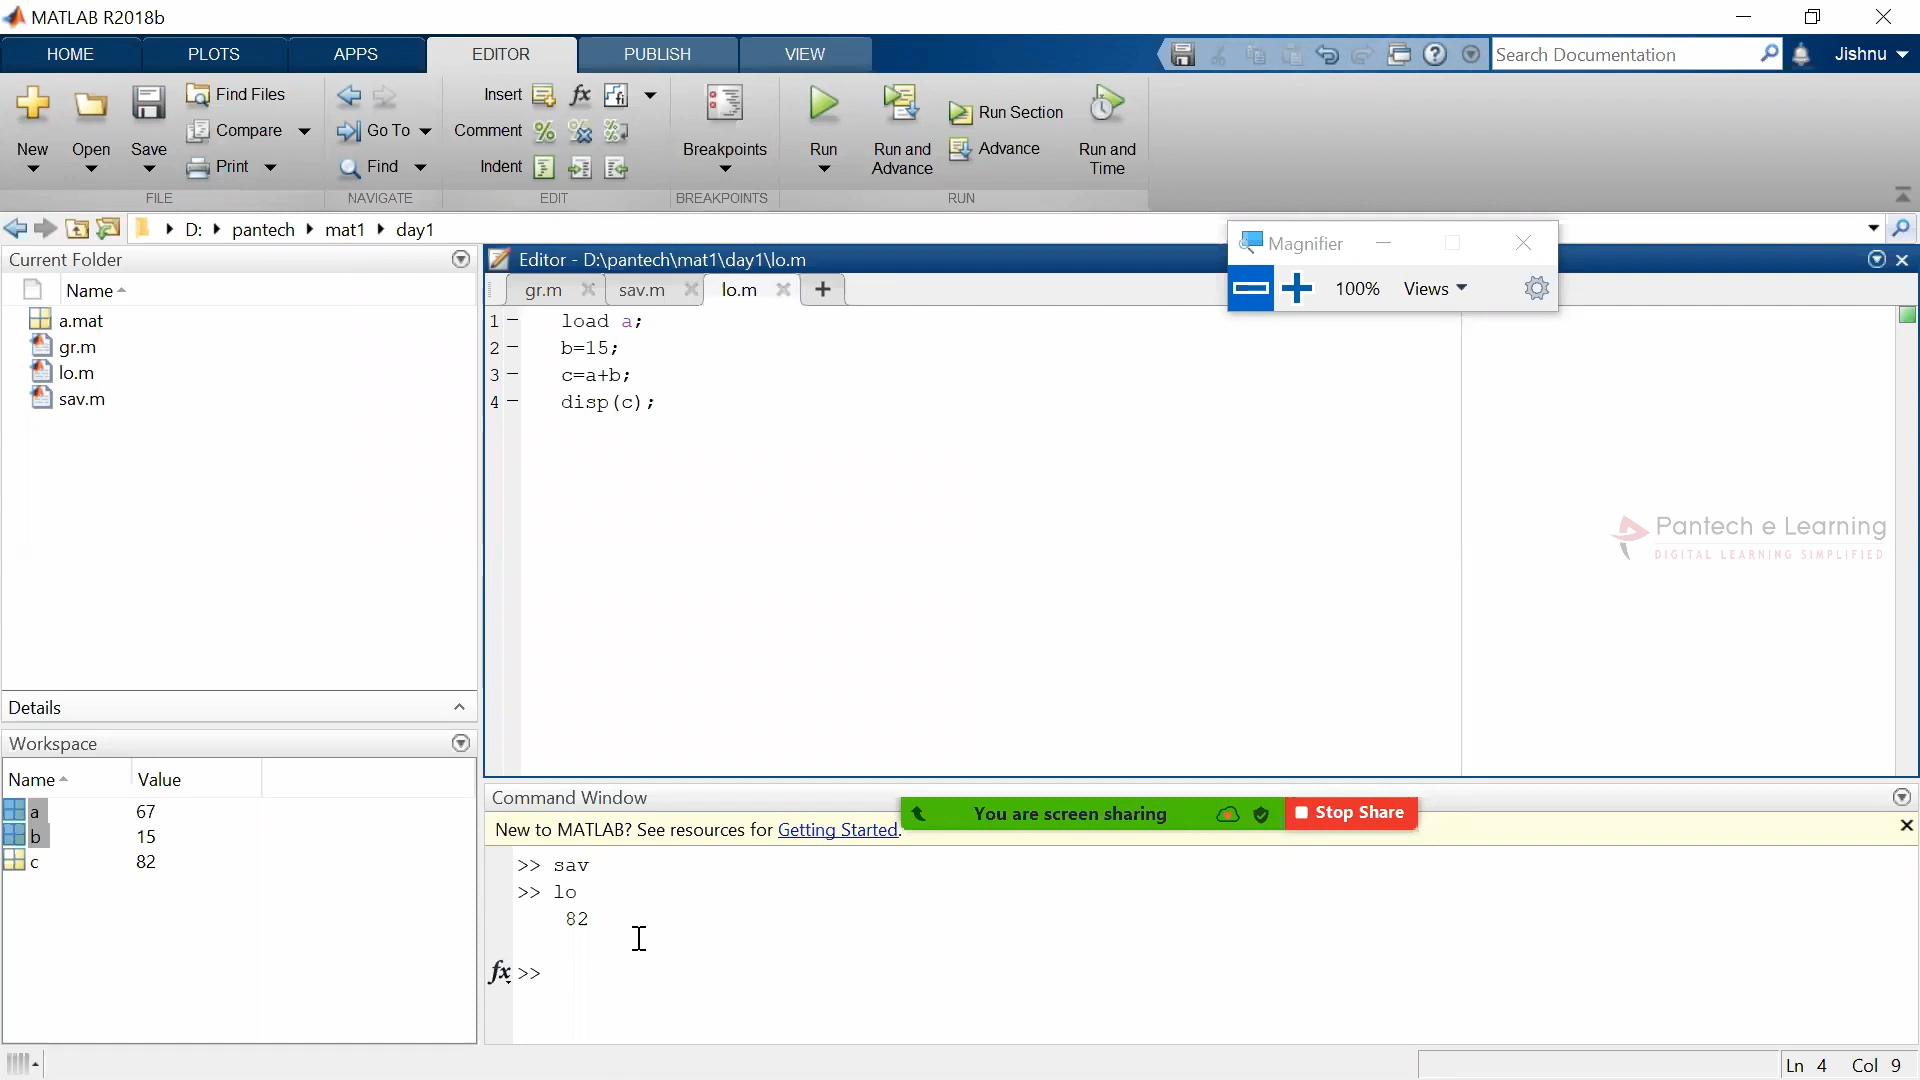 MATLAB R2018b
HOME PLOTS APPS EDITOR PUBLISH VIEW Search Documentation Jishnu
New Open Save Find Files Compare Print
FILE
Go To Find
NAVIGATE
Insert fx
Comment %
Indent
EDIT
Breakpoints
BREAKPOINTS
Run Run and Advance Run Section Advance Run and Time
RUN
D: pantech mat1 day1
Magnifier
100% Views
Current Folder
Name
a.mat
gr.m
lo.m
sav.m
Details
Workspace
Name Value
a 67
b 15
c 82
Editor - D:\pantech\mat1\day1\lo.m
gr.m sav.m lo.m
1 load a;
2 b=15;
3 c=a+b;
4 disp(c);
Pantech e Learning
DIGITAL LEARNING SIMPLIFIED
Command Window
You are screen sharing Stop Share
New to MATLAB? See resources for Getting Started.
>> sav
>> lo
82
fx >>
Ln 4 Col 9